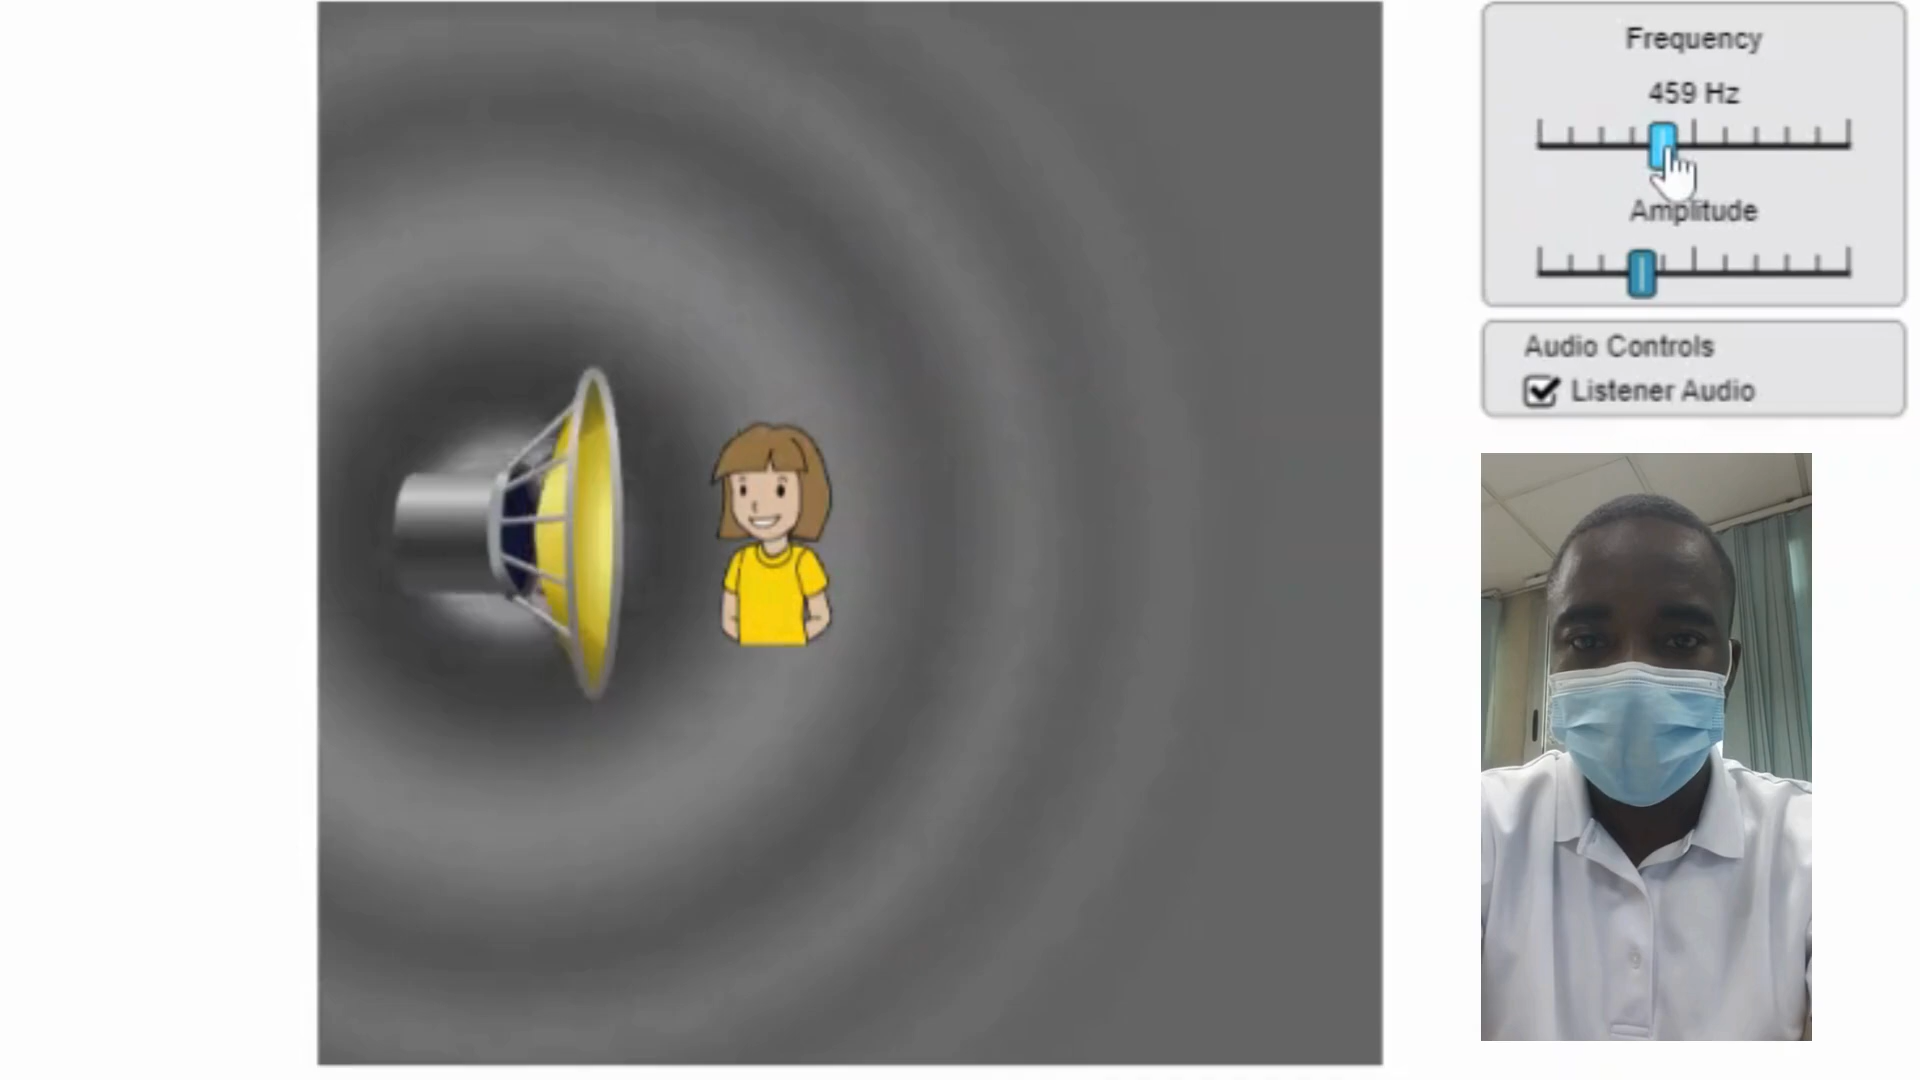 Frequency
459 Hz
Amplitude
Audio Controls
Listener Audio